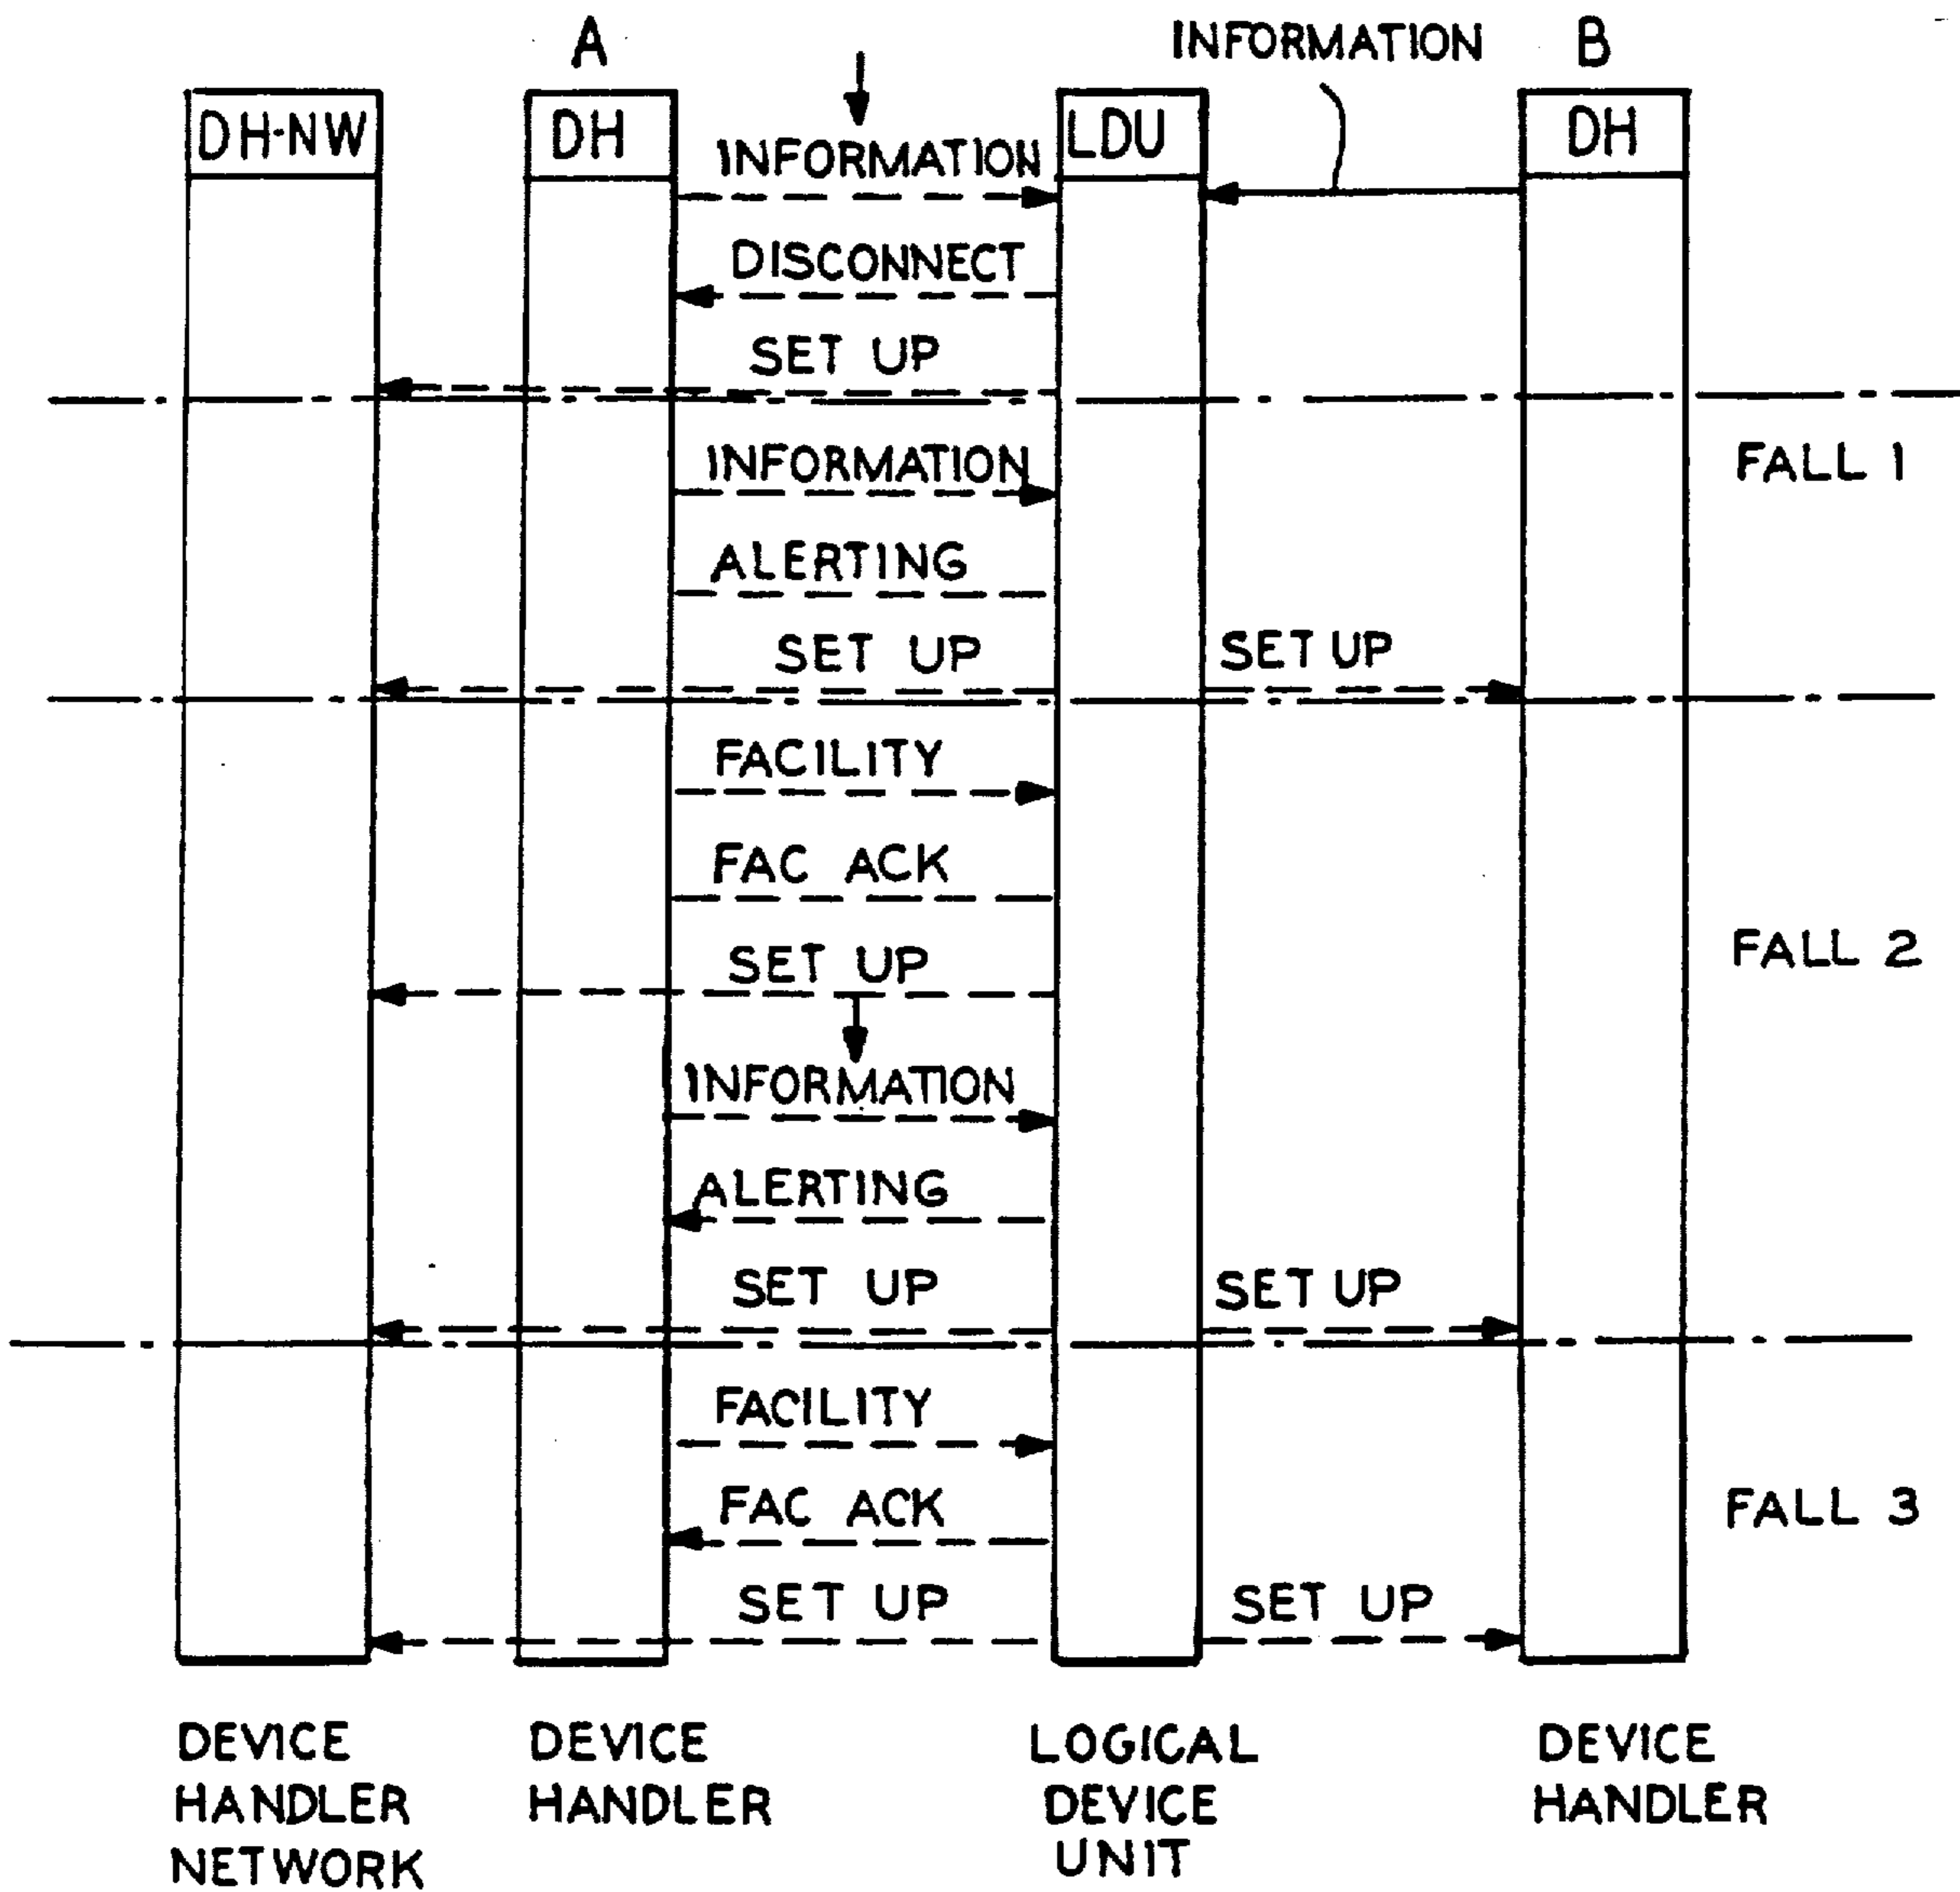 A
INFORMATION
B
DH-NW
DH
LDU
DH
INFORMATION
DISCONNECT
SET UP
INFORMATION
FALL 1
ALERTING
SET UP
SET UP
FACILITY
FAC ACK
FALL 2
SET UP
INFORMATION
ALERTING
SET UP
SET UP
FACILITY
FAC ACK
FALL 3
SET UP
SET UP
DEVICE
HANDLER
NETWORK
DEVICE
HANDLER
LOGICAL
DEVICE
UNIT
DEVICE
HANDLER